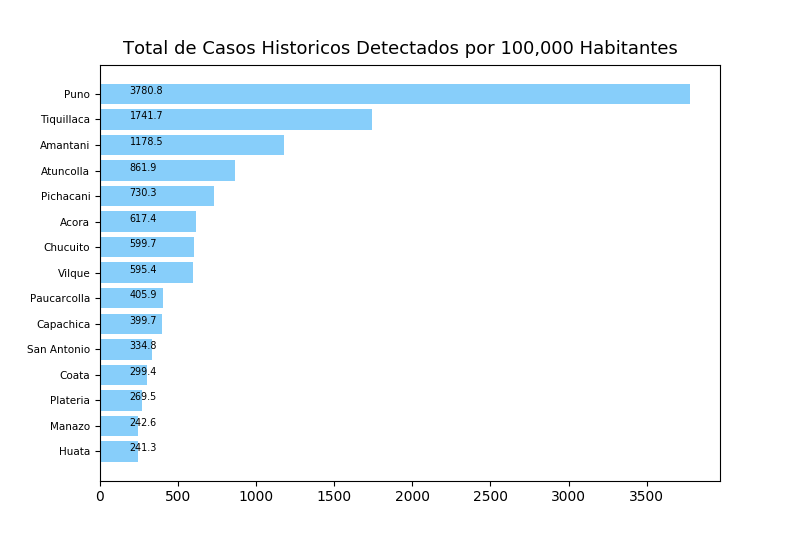 Total de Casos Historicos Detectados por 100,000 Habitantes
Puno 3780.8
Tiquillaca 1741.7
Amantani 1178.5
Atuncolla 861.9
Pichacani 730.3
Acora 617.4
Chucuito 599.7
Vilque 595.4
Paucarcolla 405.9
Capachica 399.7
San Antonio 334.8
Coata 299.4
Plateria 269.5
Manazo 242.6
Huata 241.3
0 500 1000 1500 2000 2500 3000 3500